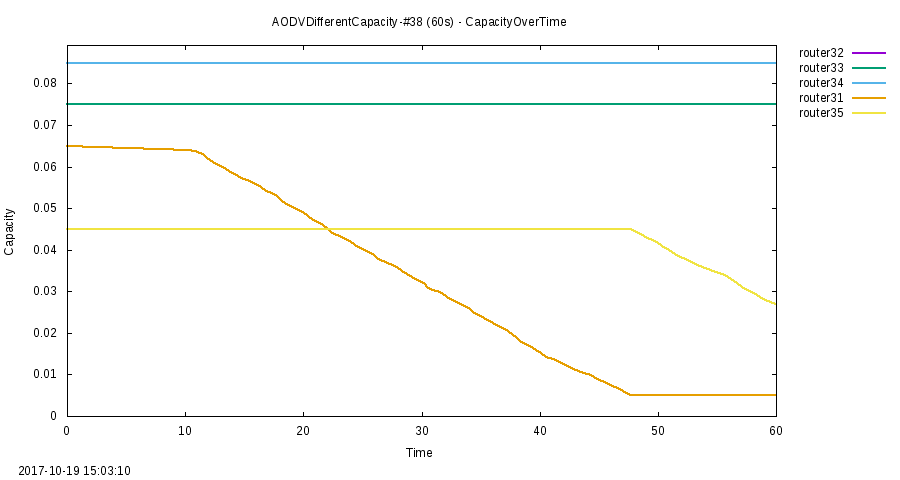 AODVDifferentCapacity-#38 (60s) - CapacityOverTime
router32
router33
router34
router31
router35
0.08
0.07
0.06
0.05
0.04
0.03
0.02
0.01
0
Capacity
0 10 20 30 40 50 60
Time
2017-10-19 15:03:10